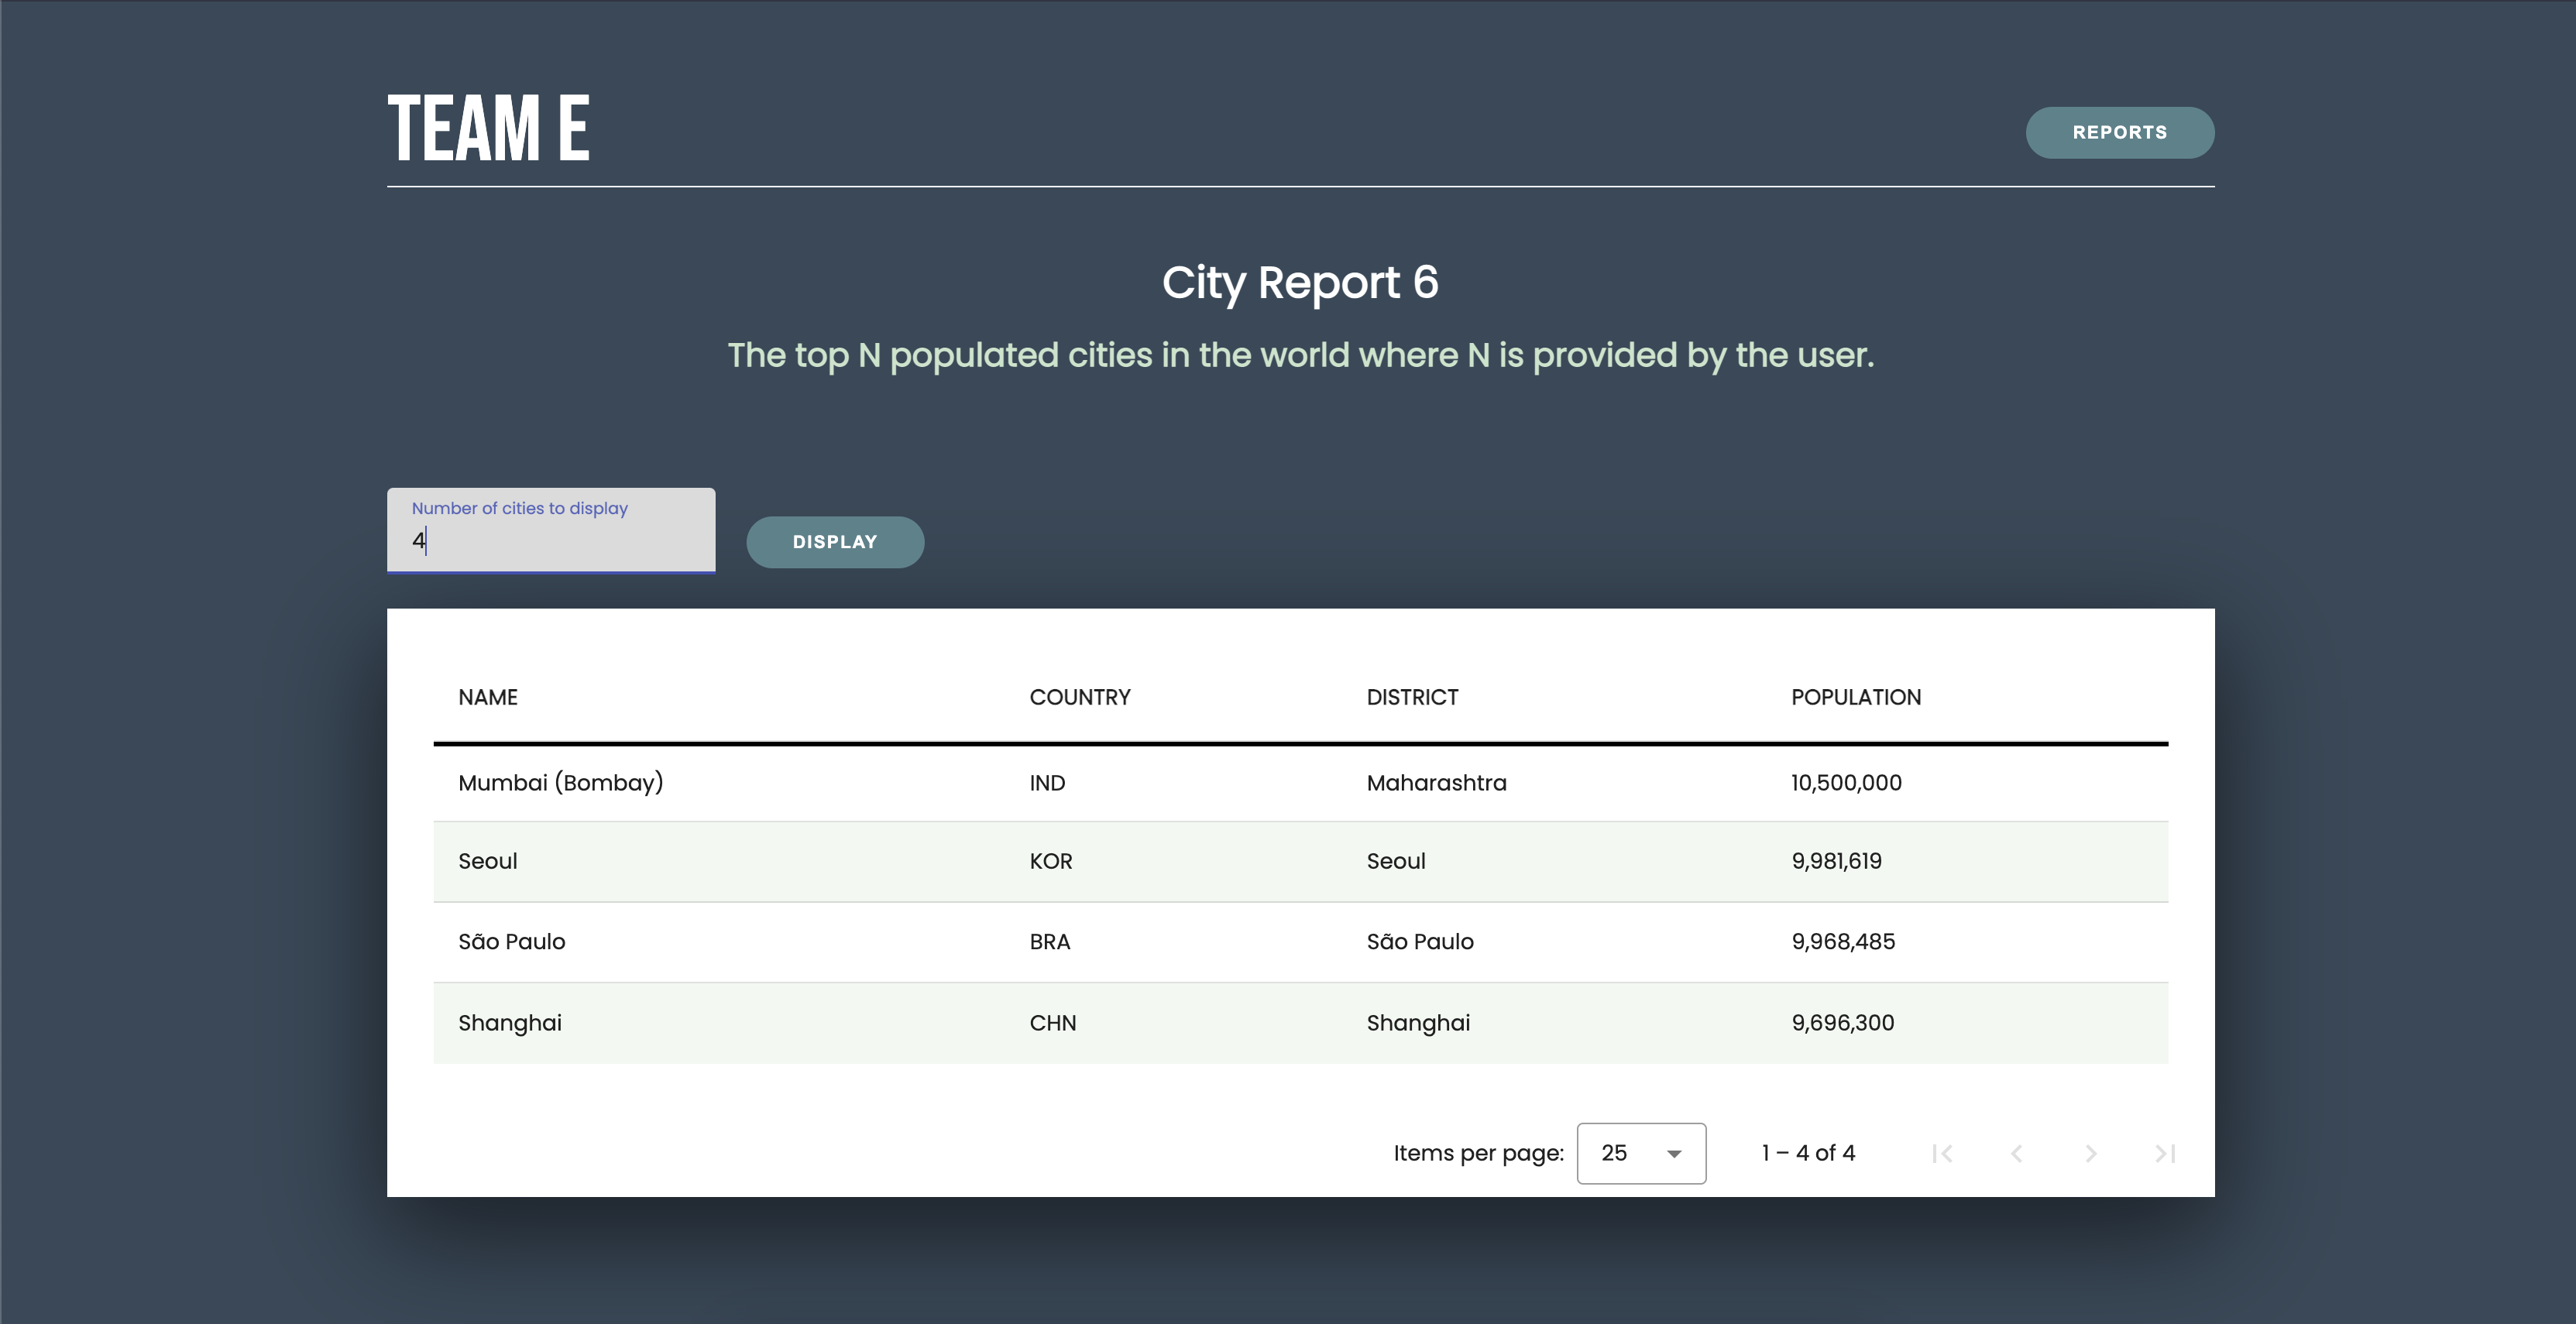 TEAM E
REPORTS
City Report 6
The top N populated cities in the world where N is provided by the user.
Number of cities to display
4
DISPLAY
NAME COUNTRY DISTRICT POPULATION
Mumbai (Bombay) IND Maharashtra 10,500,000
Seoul KOR Seoul 9,981,619
São Paulo BRA São Paulo 9,968,485
Shanghai CHN Shanghai 9,696,300
Items per page: 25 1 – 4 of 4